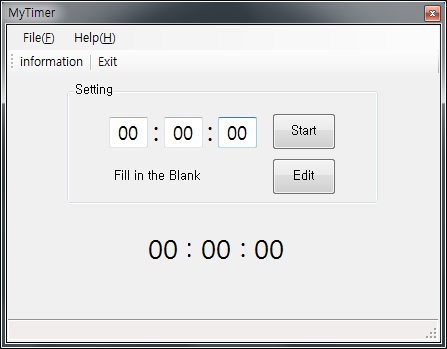 MyTimer
File(F) Help(H)
information Exit
Setting
00 : 00 : 00 Start
Fill in the Blank Edit
00 : 00 : 00